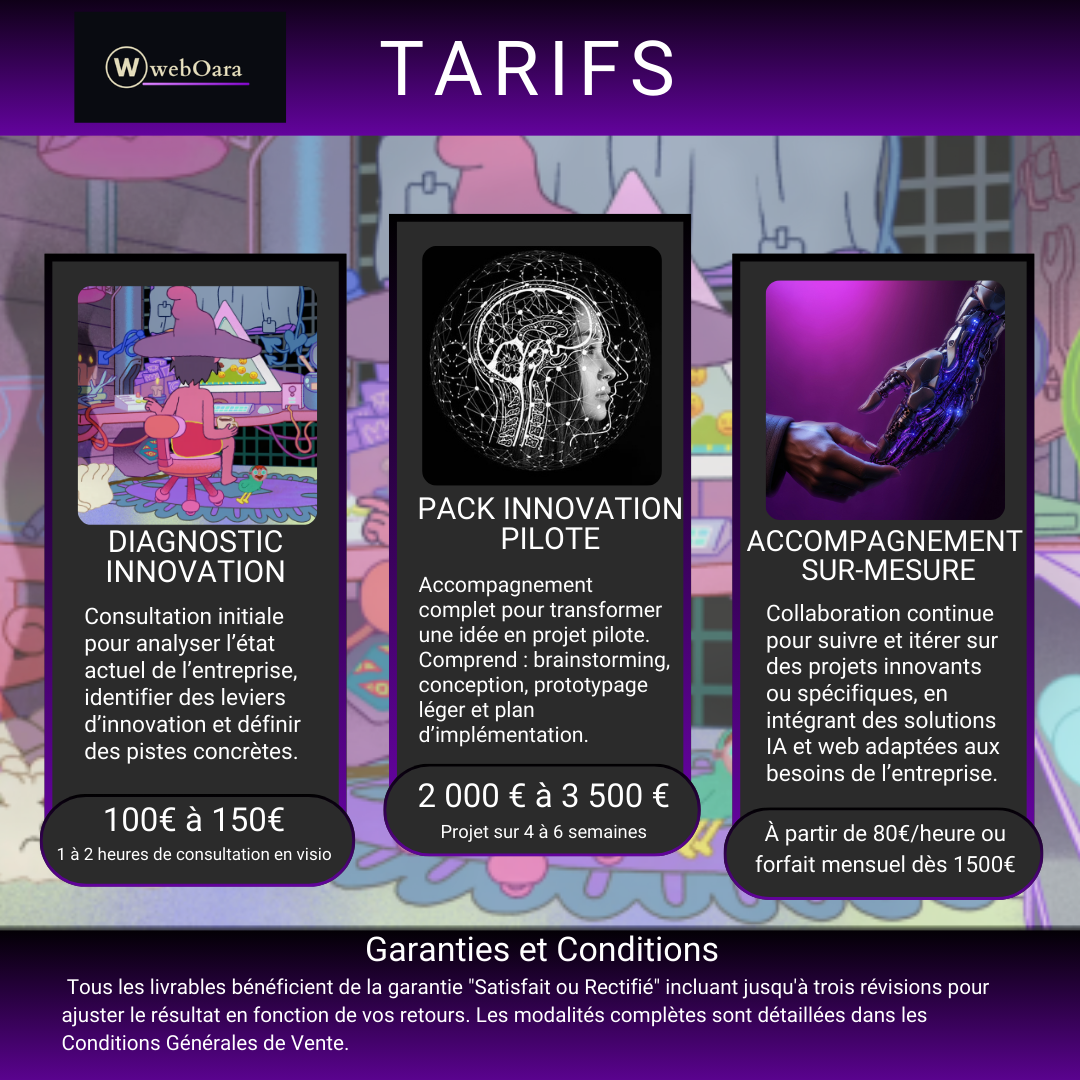 W webOara
TARIFS
DIAGNOSTIC
INNOVATION
Consultation initiale
pour analyser l’état
actuel de l’entreprise,
identifier des leviers
d’innovation et définir
des pistes concrètes.
100€ à 150€
1 à 2 heures de consultation en visio
PACK INNOVATION
PILOTE
Accompagnement
complet pour transformer
une idée en projet pilote.
Comprend : brainstorming,
conception, prototypage
léger et plan
d’implémentation.
2 000 € à 3 500 €
Projet sur 4 à 6 semaines
ACCOMPAGNEMENT
SUR-MESURE
Collaboration continue
pour suivre et itérer sur
des projets innovants
ou spécifiques, en
intégrant des solutions
IA et web adaptées aux
besoins de l’entreprise.
À partir de 80€/heure ou
forfait mensuel dès 1500€
Garanties et Conditions
Tous les livrables bénéficient de la garantie "Satisfait ou Rectifié" incluant jusqu'à trois révisions pour
ajuster le résultat en fonction de vos retours. Les modalités complètes sont détaillées dans les
Conditions Générales de Vente.